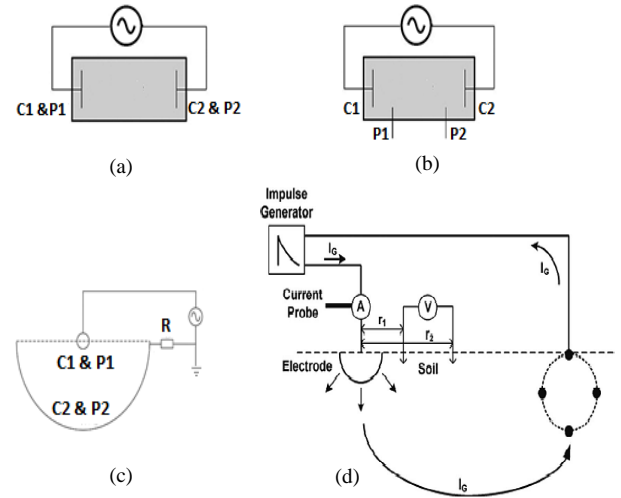 C1 &P1
C2 & P2
(a)
C1
C2
P1
P2
(b)
R
C1 & P1
C2 & P2
(c)
Impulse
Generator
IG
IG
Current
Probe
A
V
r1
r2
Electrode
Soil
IG
(d)